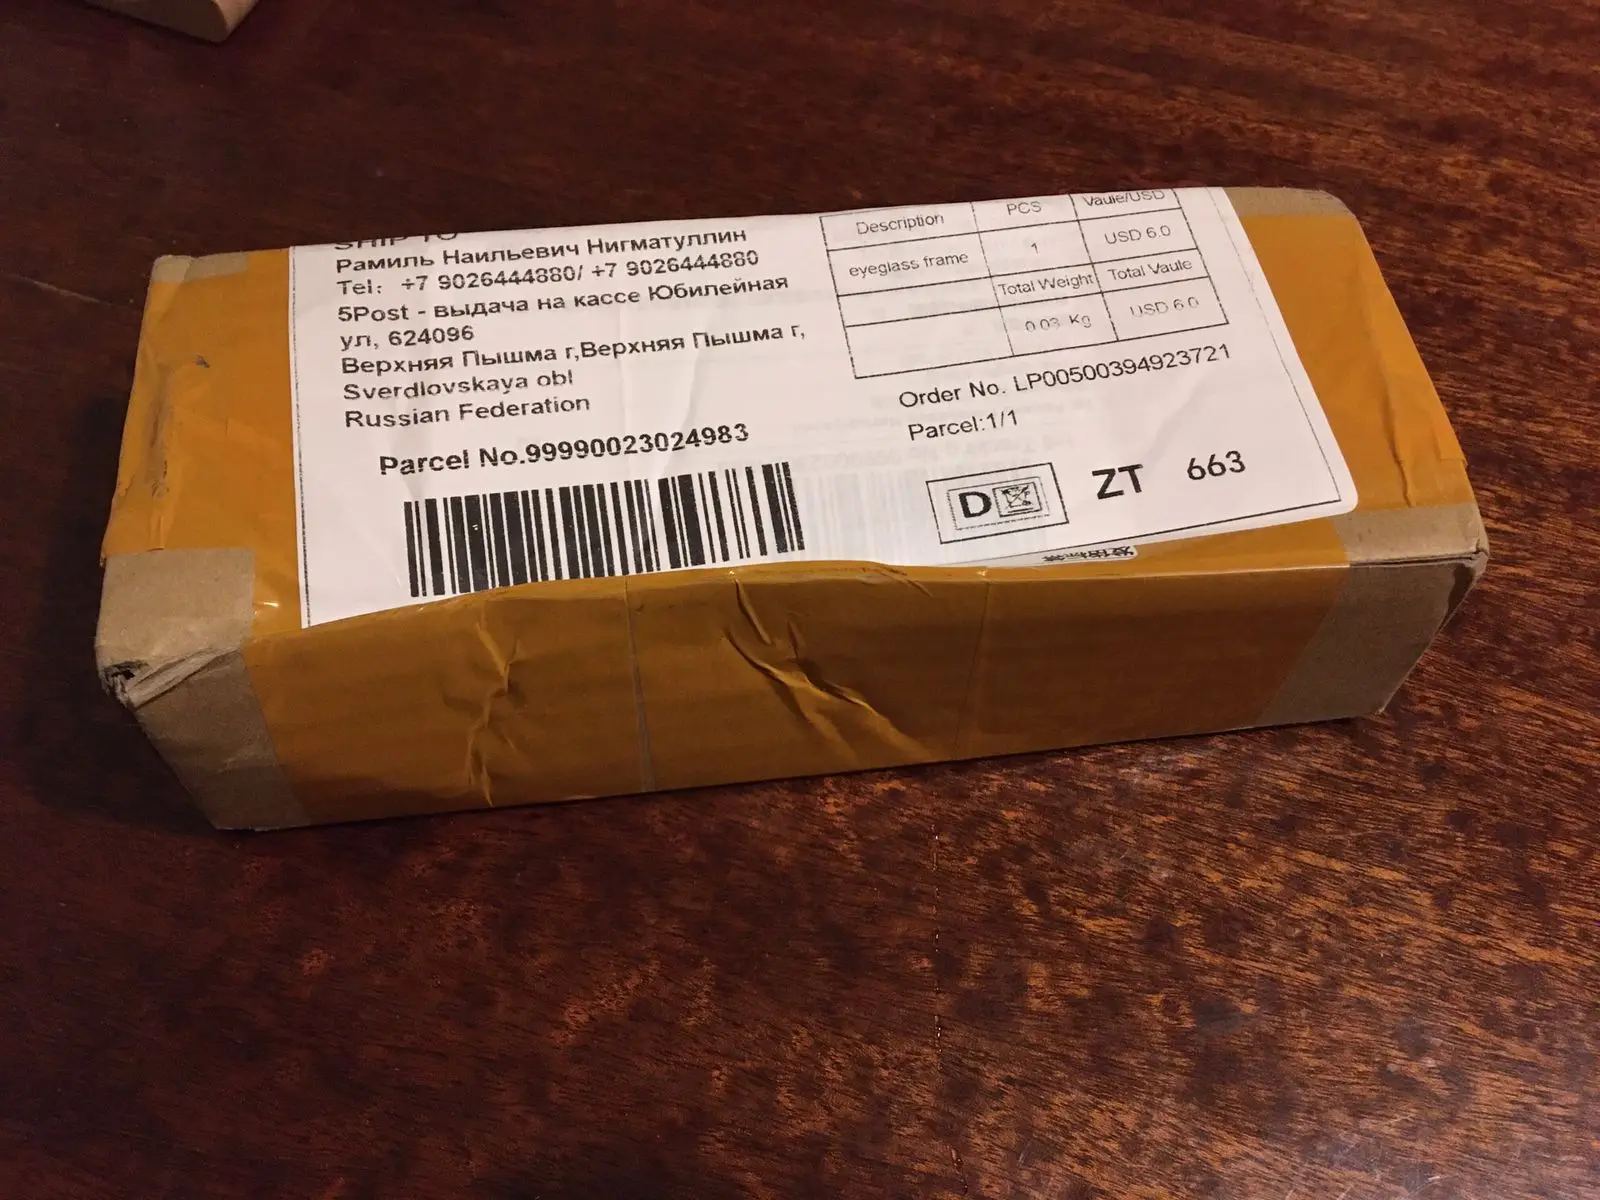 SHIP TO
Рамиль Наильевич Нигматуллин
Tel: +7 9026444880/ +7 9026444880
5Post - выдача на кассе Юбилейная
ул, 624096
Верхняя Пышма г,Верхняя Пышма г,
Sverdlovskaya obl
Russian Federation
Parcel No.99990023024983
Description PCS Vaule/USD
eyeglass frame 1 USD 6.0
Total Weight Total Vaule
0.03 Kg USD 6.0
Order No. LP00500394923721
Parcel:1/1
D ZT 663